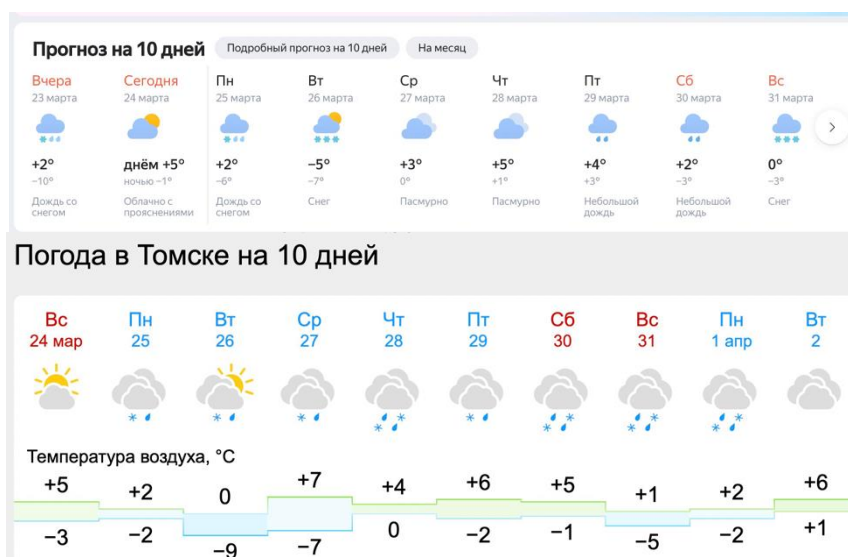 Прогноз на 10 дней Подробный прогноз на 10 дней На месяц
Вчера Сегодня Пн Вт Ср Чт Пт Сб Вс
23 марта 24 марта 25 марта 26 марта 27 марта 28 марта 29 марта 30 марта 31 марта
+2° днём +5° +2° −5° +3° +5° +4° +2° 0°
−10° ночью −1° −6° −7° 0° +1° +3° −3° −3°
Дождь со Облачно с Дождь со Снег Пасмурно Пасмурно Небольшой Небольшой Снег
снегом прояснениями снегом дождь дождь
Погода в Томске на 10 дней
Вс Пн Вт Ср Чт Пт Сб Вс Пн Вт
24 мар 25 26 27 28 29 30 31 1 апр 2
Температура воздуха, °C
+5 +2 0 +7 +4 +6 +5 +1 +2 +6
−3 −2 −9 −7 0 −2 −1 −5 −2 +1